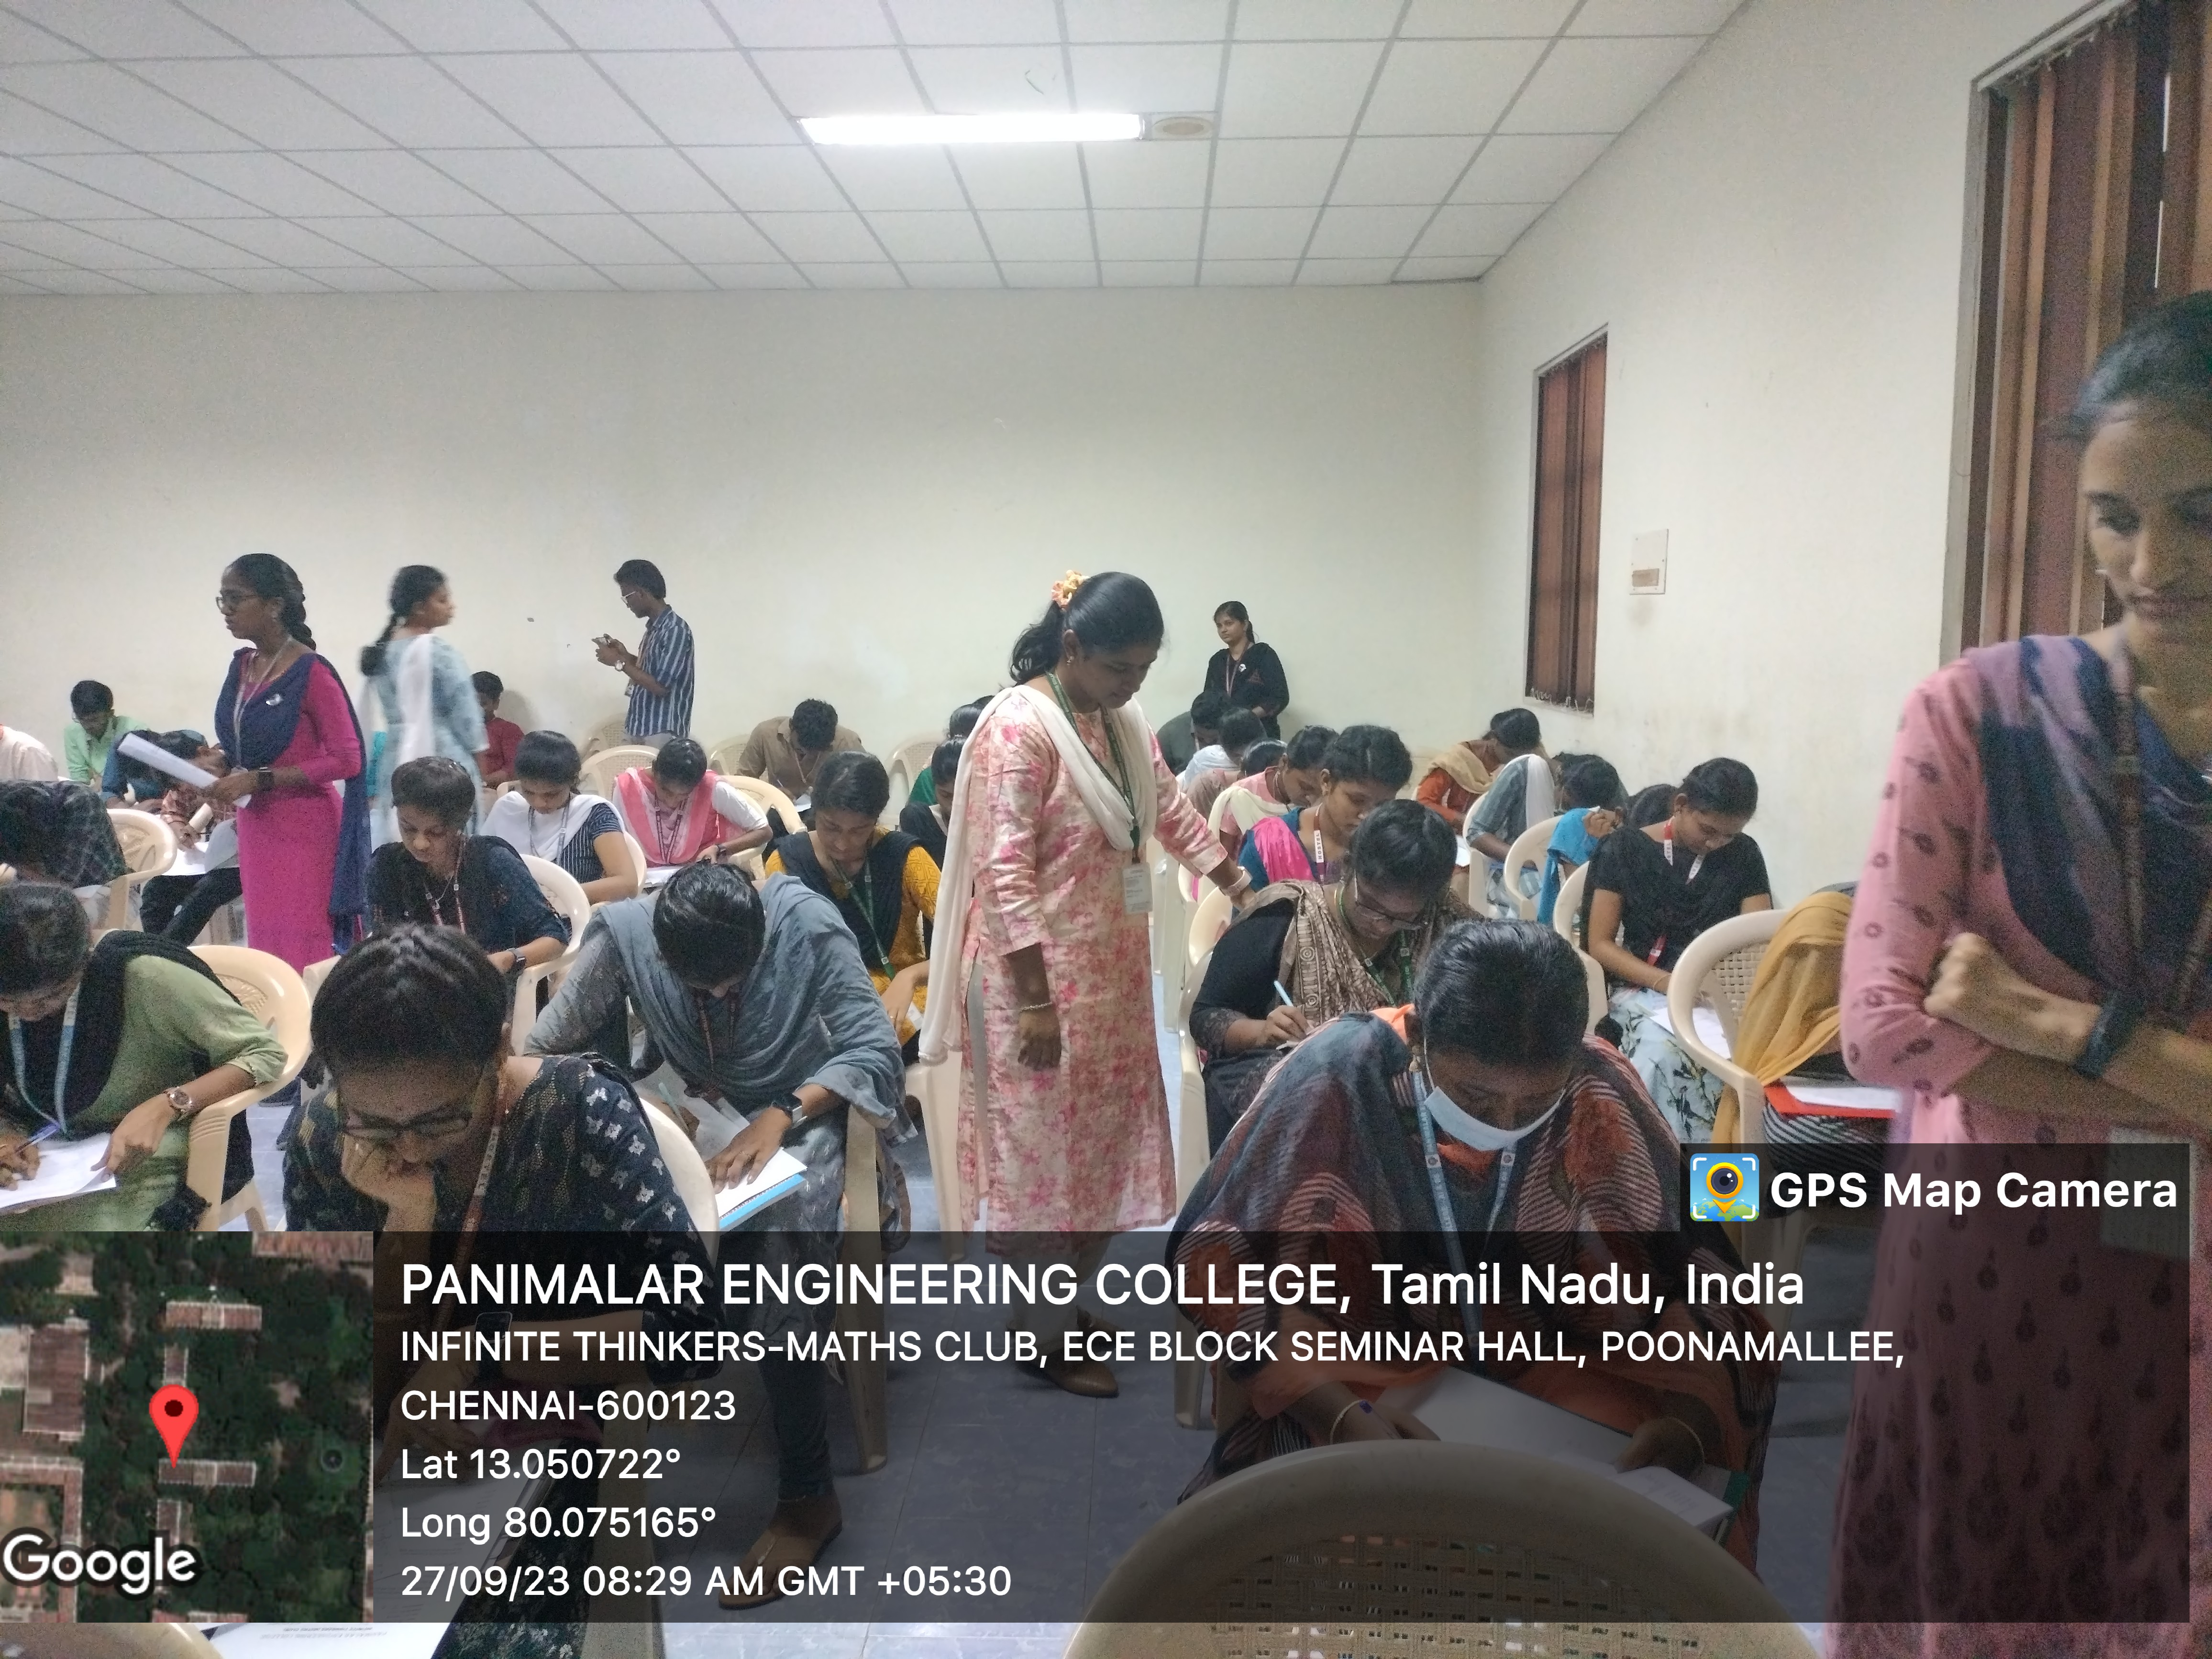 GPS Map Camera
PANIMALAR ENGINEERING COLLEGE, Tamil Nadu, India
INFINITE THINKERS-MATHS CLUB, ECE BLOCK SEMINAR HALL, POONAMALLEE,
CHENNAI-600123
Lat 13.050722°
Long 80.075165°
27/09/23 08:29 AM GMT +05:30
Google